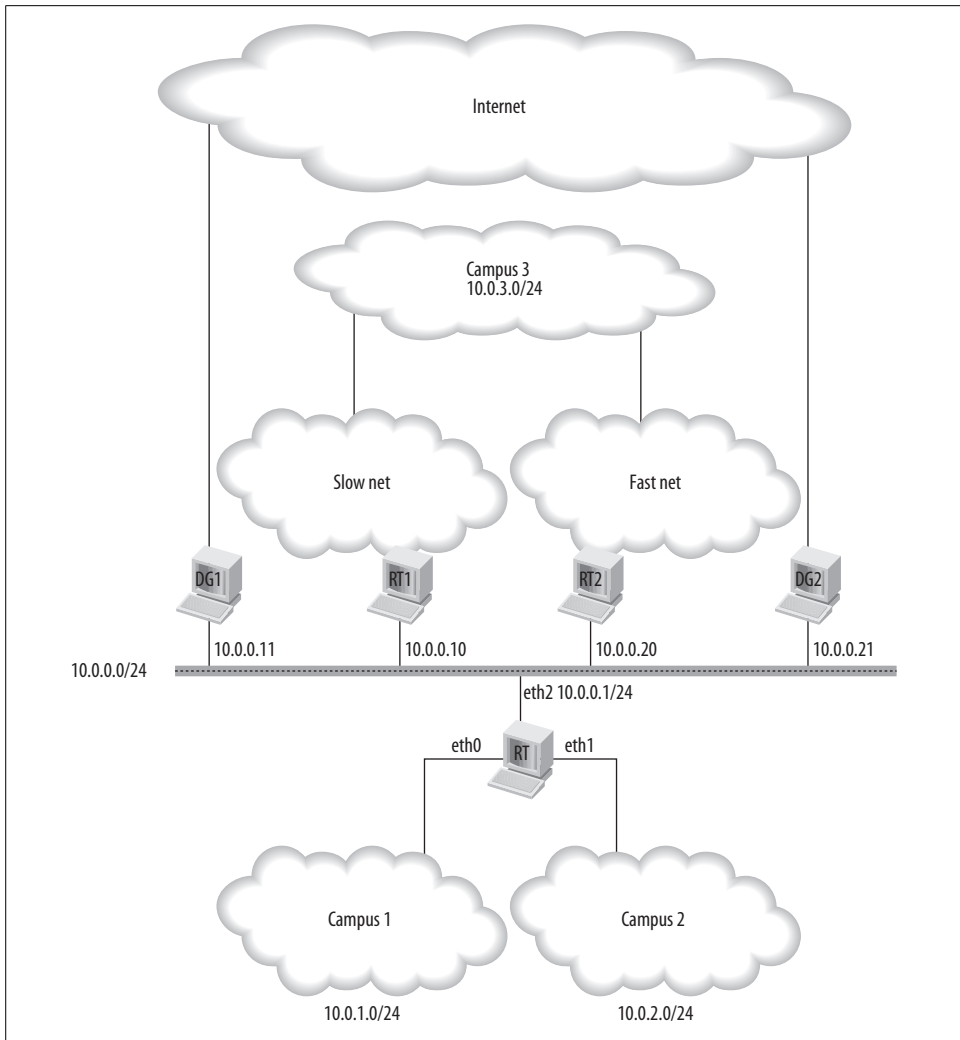 Internet
Campus 3
10.0.3.0/24
Slow net
Fast net
DG1
RT1
RT2
DG2
10.0.0.11
10.0.0.10
10.0.0.20
10.0.0.21
10.0.0.0/24
eth2 10.0.0.1/24
eth0
RT
eth1
Campus 1
Campus 2
10.0.1.0/24
10.0.2.0/24